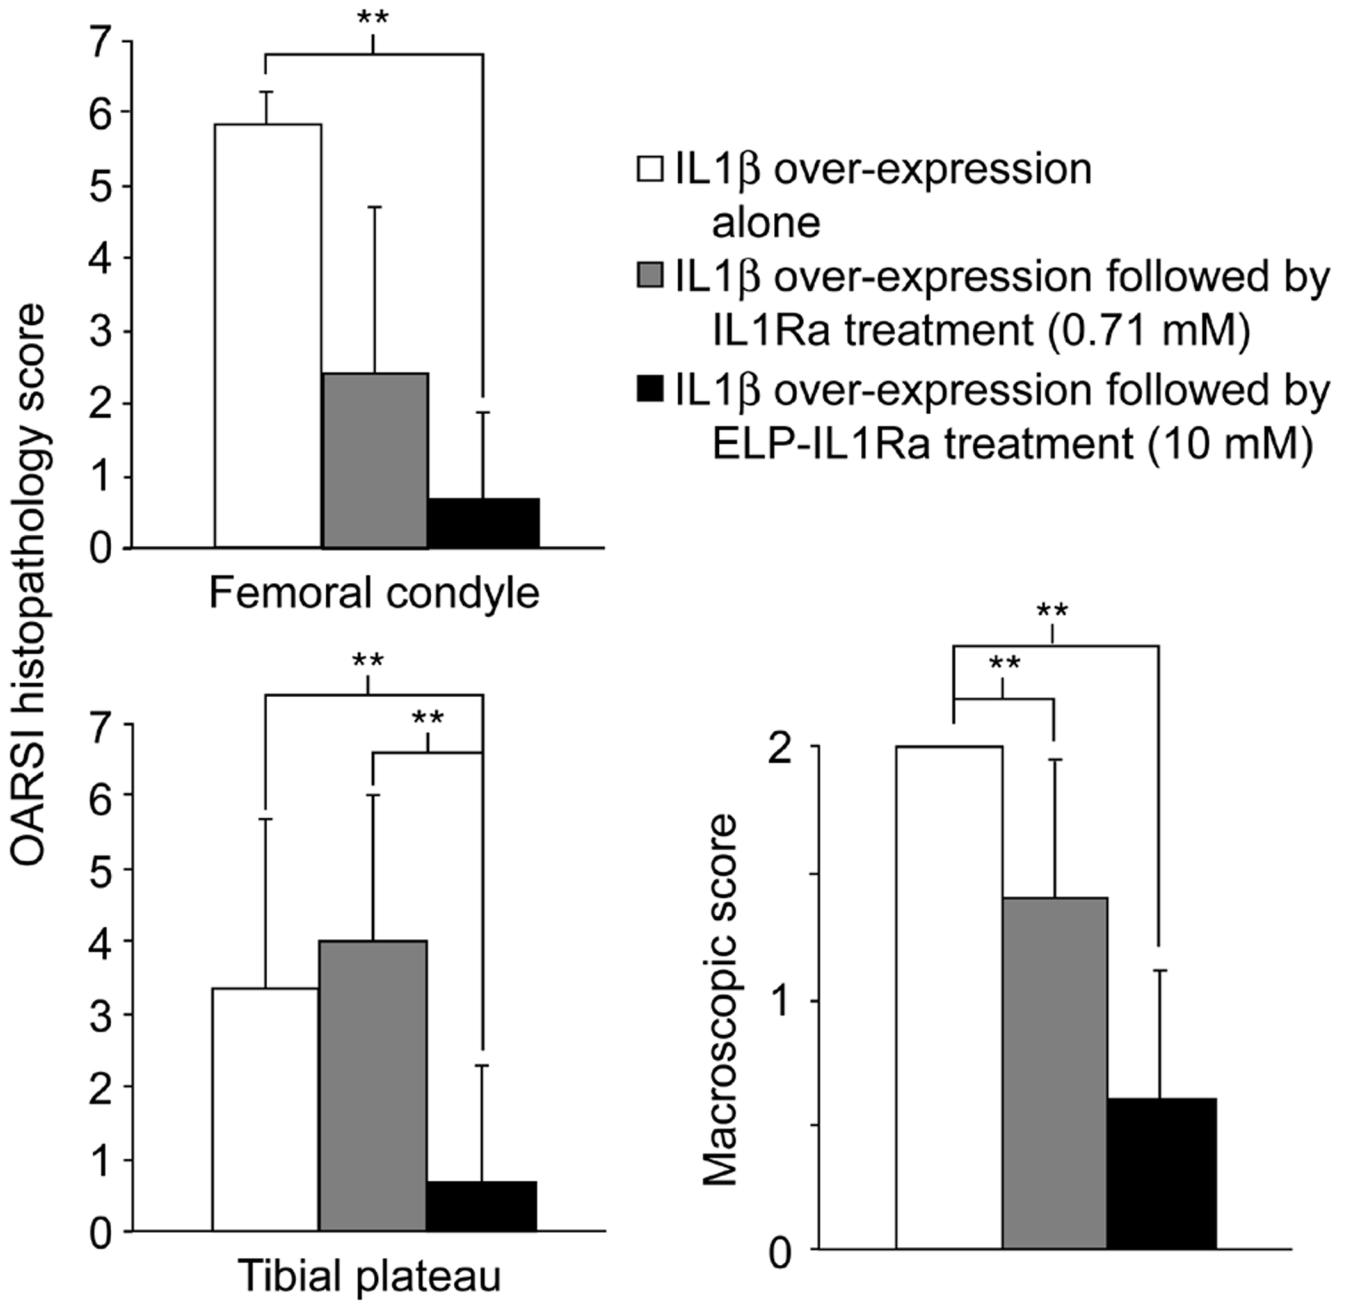 OARSI histopathology score
**
7
6
5
4
3
2
1
0
Femoral condyle
IL1β over-expression
alone
IL1β over-expression followed by
IL1Ra treatment (0.71 mM)
IL1β over-expression followed by
ELP-IL1Ra treatment (10 mM)
**
**
7
6
5
4
3
2
1
0
Tibial plateau
**
**
Macroscopic score
2
1
0